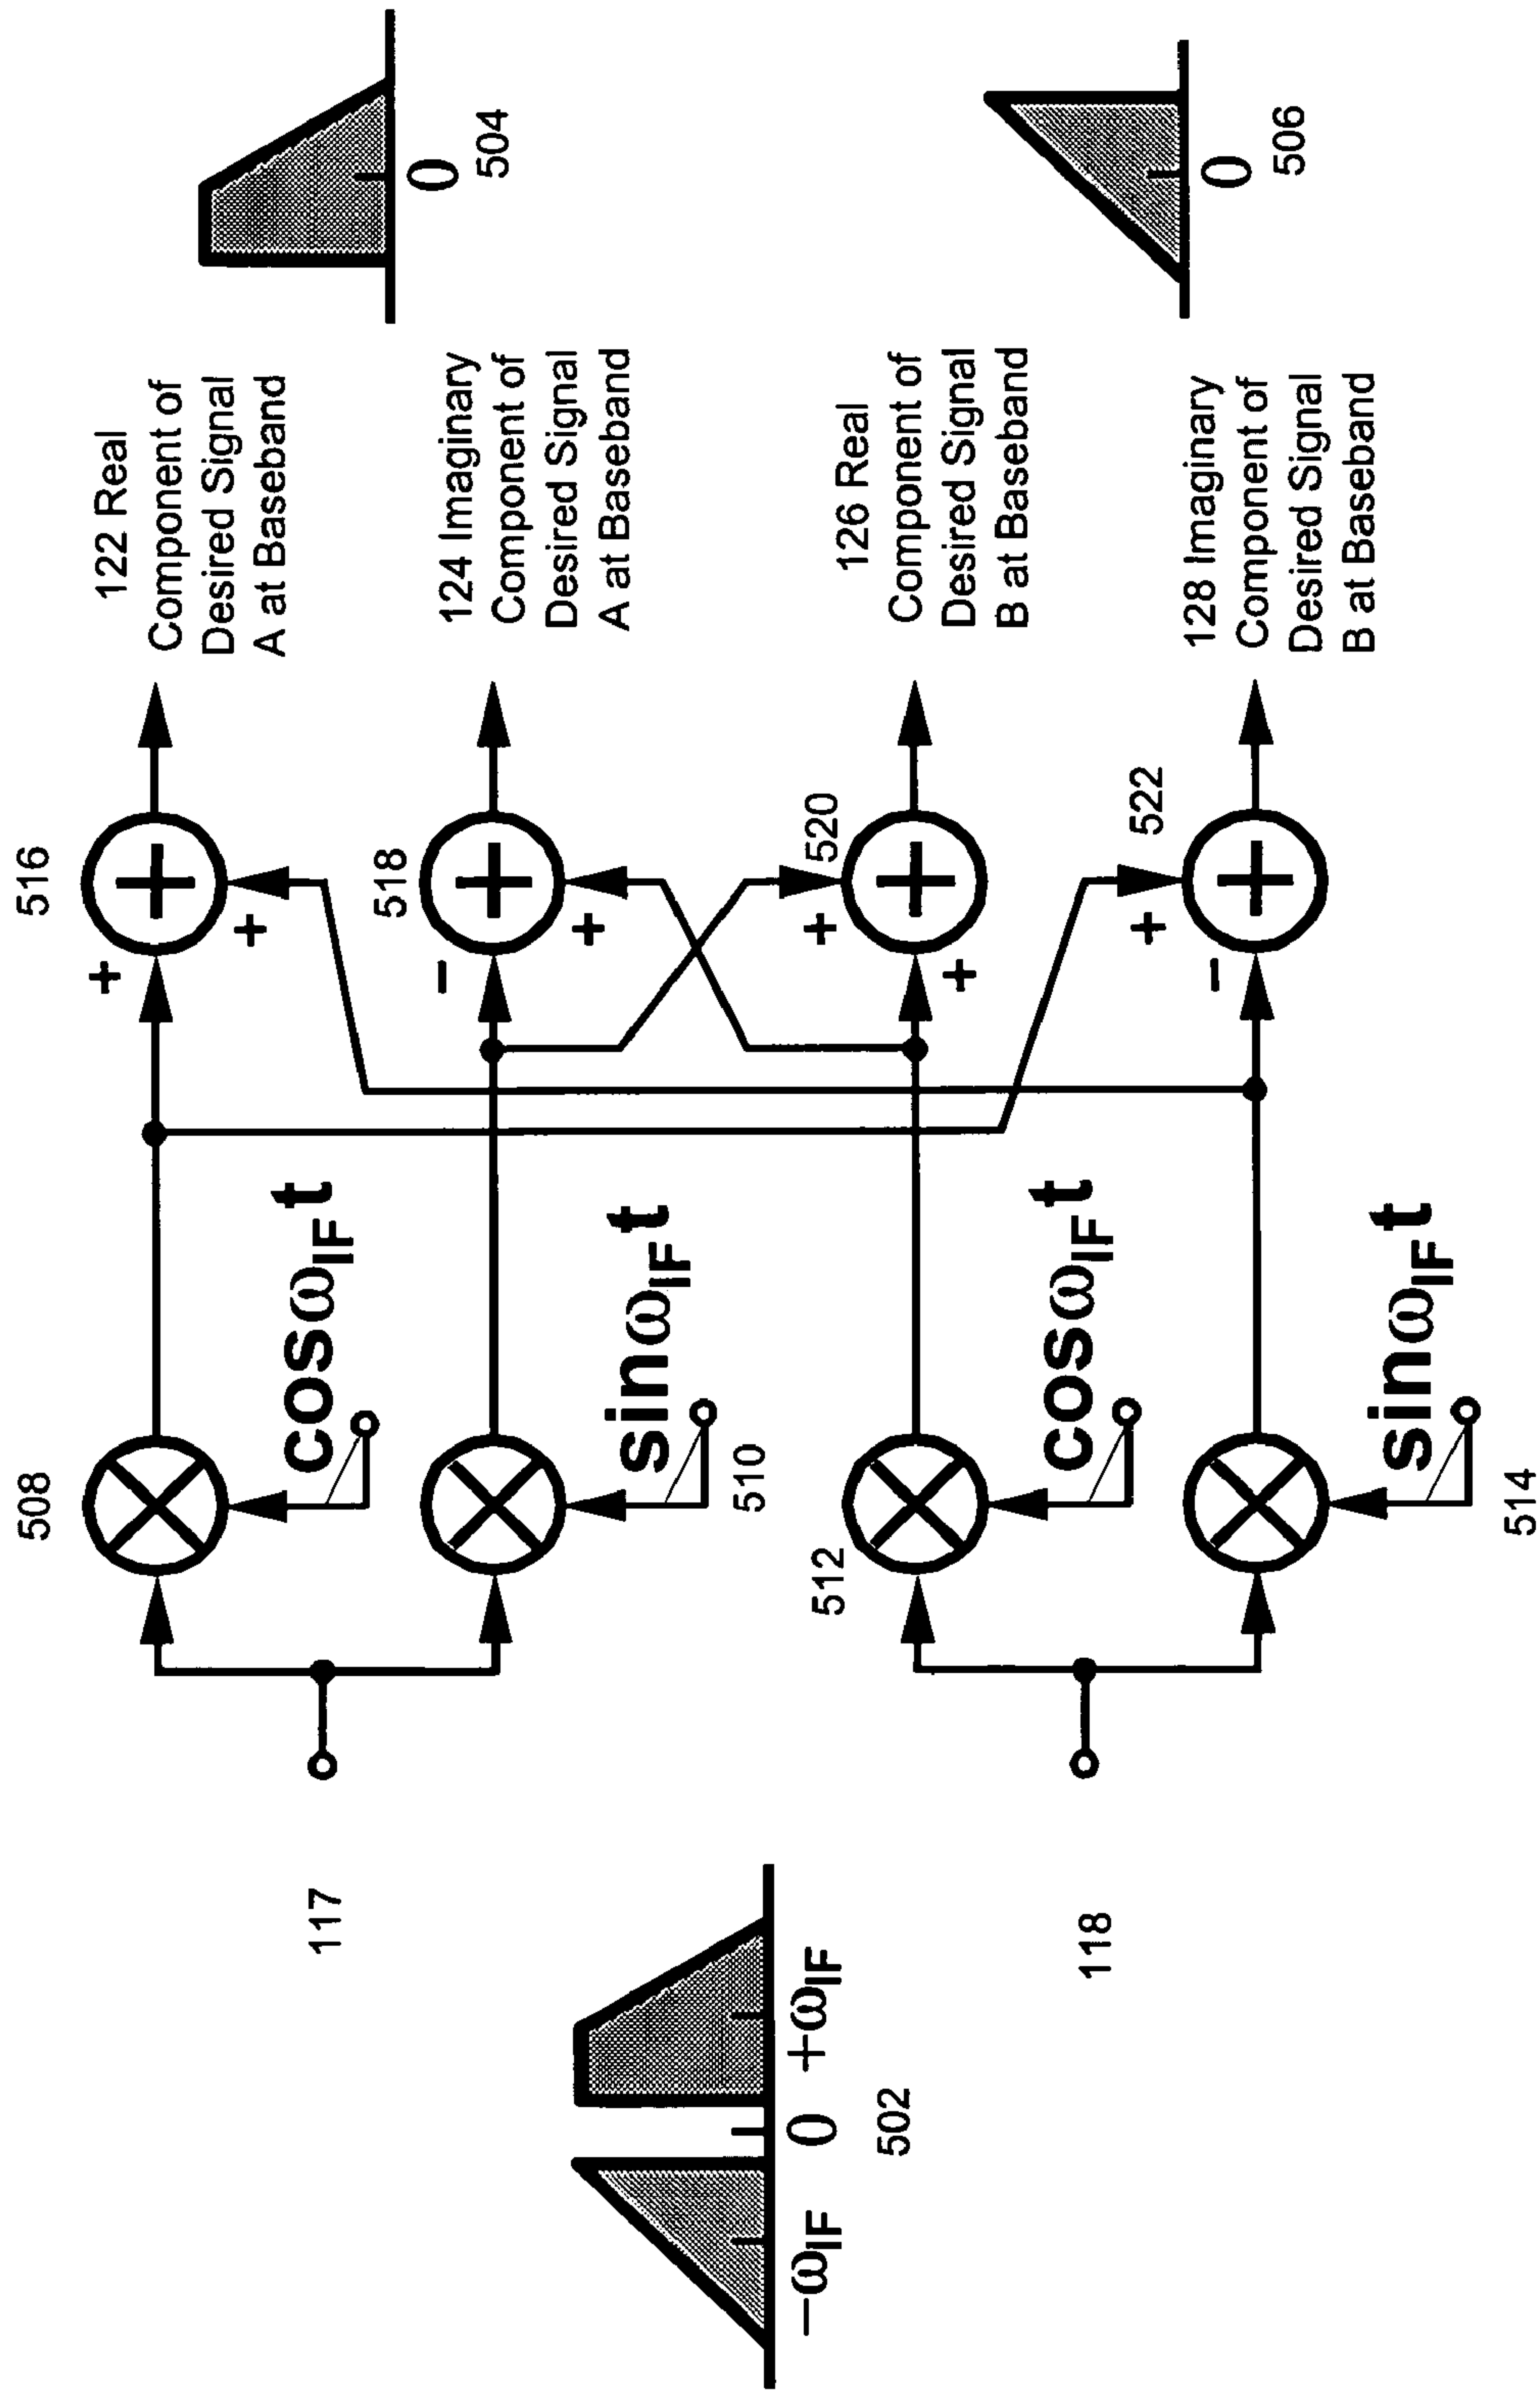 516
508
+
+
cosω_IF t
122 Real
Component of
Desired Signal
A at Baseband
0
504
117
518
−
+
sinω_IF t
510
124 Imaginary
Component of
Desired Signal
A at Baseband
−ω_IF 0 +ω_IF
502
512
520
+
+
cosω_IF t
126 Real
Component of
Desired Signal
B at Baseband
0
506
118
522
+
−
sinω_IF t
514
128 Imaginary
Component of
Desired Signal
B at Baseband